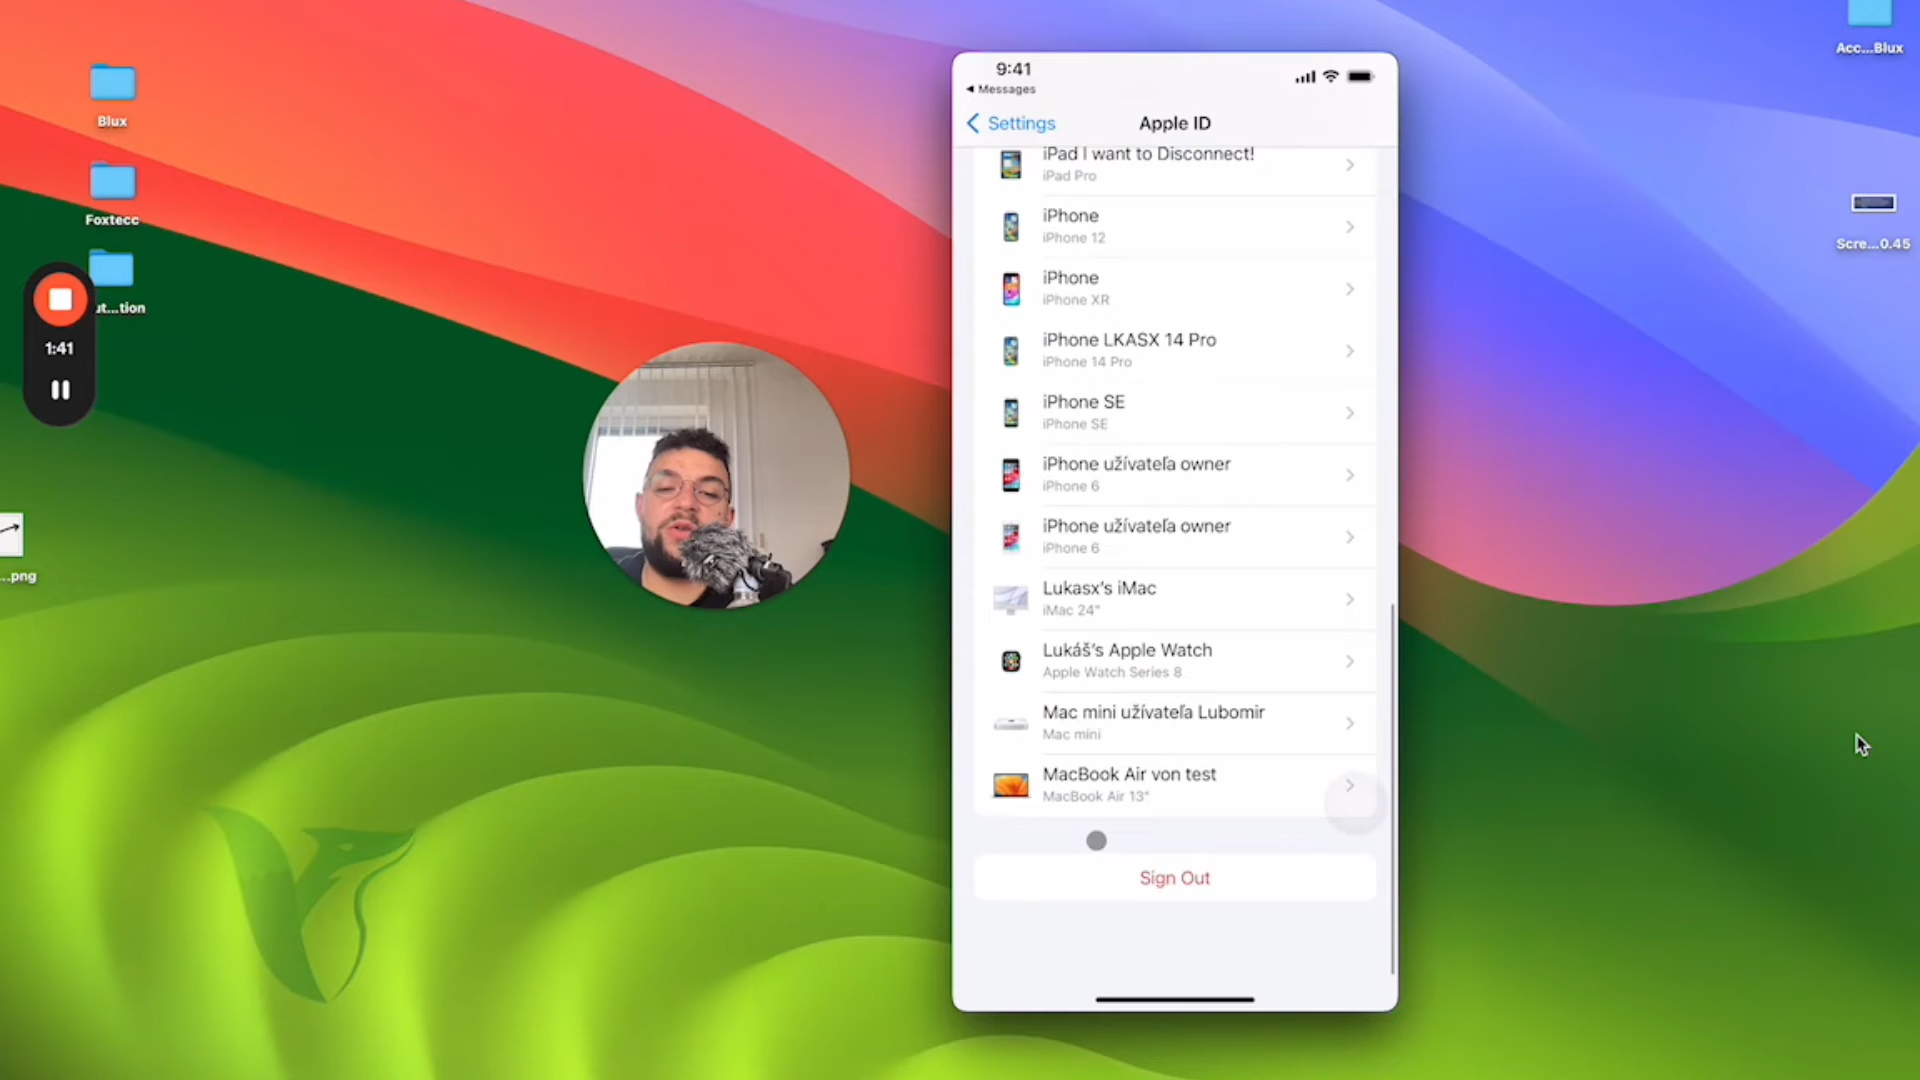 Blux
Foxtecc
ut...tion
1:41
...png
9:41
Messages
Settings
Apple ID
iPad I want to Disconnect!
iPad Pro
iPhone
iPhone 12
iPhone
iPhone XR
iPhone LKASX 14 Pro
iPhone 14 Pro
iPhone SE
iPhone SE
iPhone užívateľa owner
iPhone 6
iPhone užívateľa owner
iPhone 6
Lukasx's iMac
iMac 24"
Lukáš's Apple Watch
Apple Watch Series 8
Mac mini užívateľa Lubomir
Mac mini
MacBook Air von test
MacBook Air 13"
Sign Out
Acc...Blux
Scre...0.45